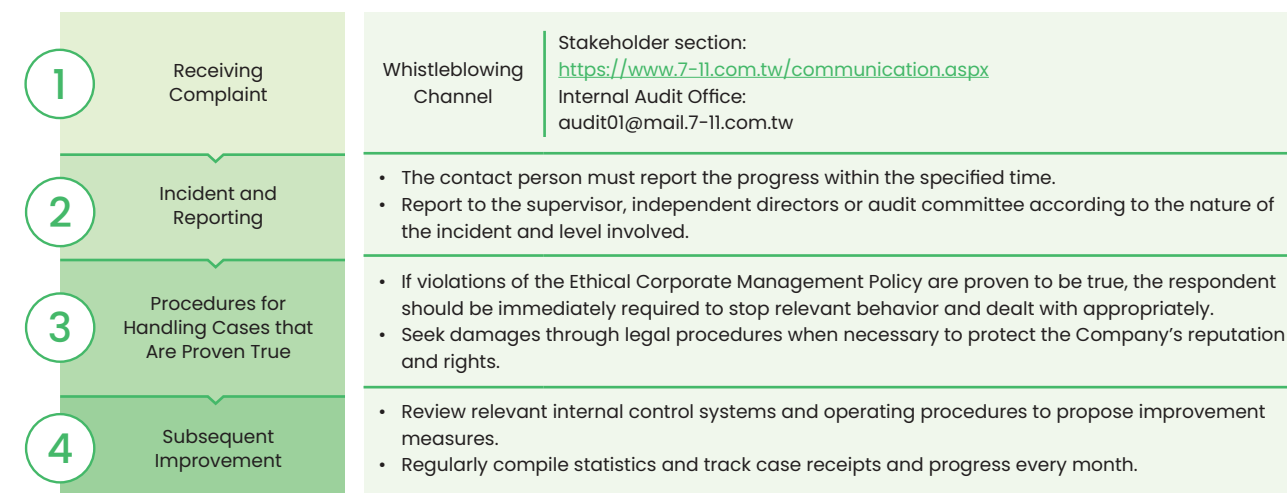 1
Receiving
Complaint
Whistleblowing
Channel
Stakeholder section:
https://www.7-11.com.tw/communication.aspx
Internal Audit Office:
audit01@mail.7-11.com.tw
2
Incident and
Reporting
• The contact person must report the progress within the specified time.
• Report to the supervisor, independent directors or audit committee according to the nature of
the incident and level involved.
3
Procedures for
Handling Cases that
Are Proven True
• If violations of the Ethical Corporate Management Policy are proven to be true, the respondent
should be immediately required to stop relevant behavior and dealt with appropriately.
• Seek damages through legal procedures when necessary to protect the Company’s reputation
and rights.
4
Subsequent
Improvement
• Review relevant internal control systems and operating procedures to propose improvement
measures.
• Regularly compile statistics and track case receipts and progress every month.